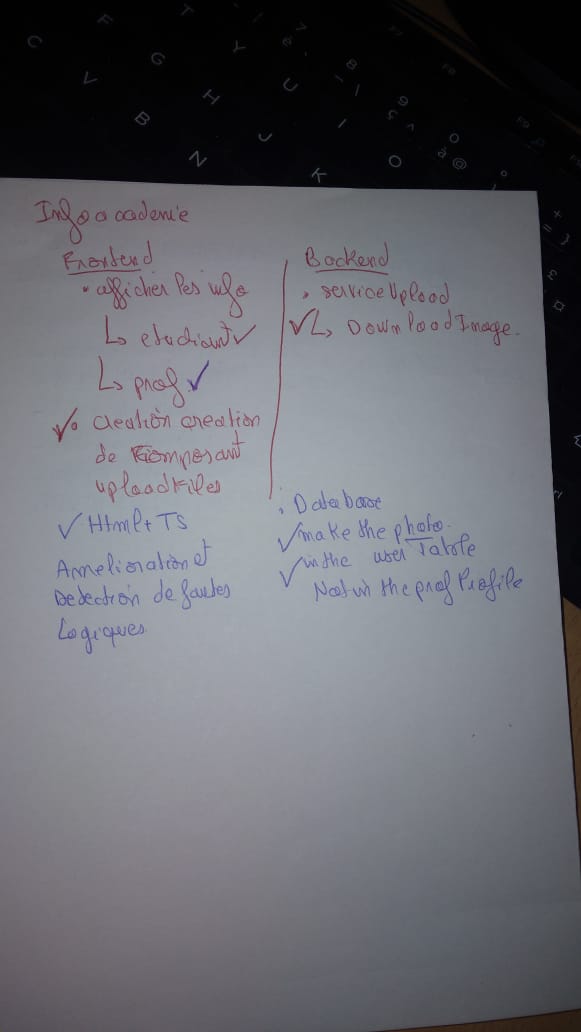 Infoacademie
Frontend
• afficher les info
↳ etudiant ✓
↳ prof ✓
✓• creation creation
de composant
uploadFiles
✓ Html + TS
Amelioration et
Detection de fautes
Logiques
Backend
• service Upload
✓↳ Download Image.
• Database
✓ make the photo
✓ in the user Table
Not in the prof Profile